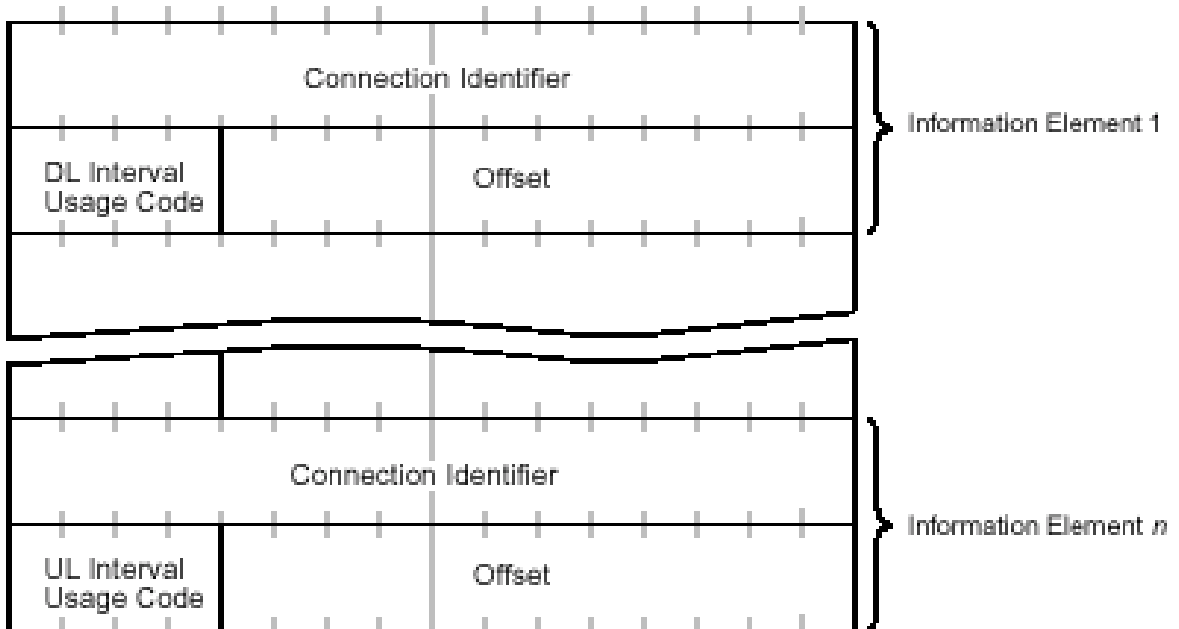 Connection Identifier
Information Element 1
DL Interval
Usage Code
Offset
Connection Identifier
Information Element n
UL Interval
Usage Code
Offset